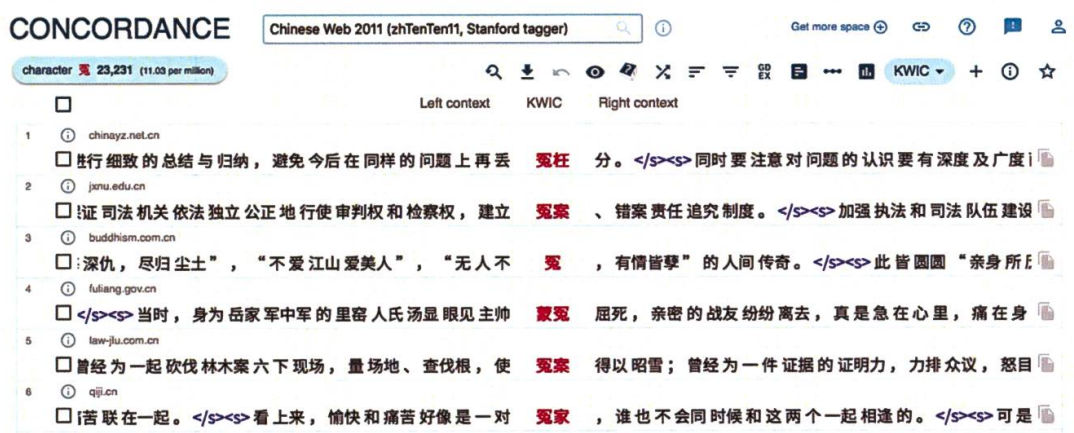 CONCORDANCE
Chinese Web 2011 (zhTenTen11, Stanford tagger)
Get more space
character 冤 23,231 (11.03 per million)
GD EX
KWIC
Left context KWIC Right context
1 chinayz.net.cn
进行细致的总结与归纳，避免今后在同样的问题上再丢 冤枉 分。</s><s>同时要注意对问题的认识要有深度及广度
2 jxnu.edu.cn
证司法机关依法独立公正地行使审判权和检察权，建立 冤案 、错案责任追究制度。</s><s>加强执法和司法队伍建设
3 buddhism.com.cn
深仇，尽归尘土”，“不爱江山爱美人”，“无人不 冤 ，有情皆孽”的人间传奇。</s><s>此皆圆圆“亲身所历
4 fuliang.gov.cn
</s><s>当时，身为岳家军中军的里窑人氏汤显眼见主帅 蒙冤 屈死，亲密的战友纷纷离去，真是急在心里，痛在身
5 law-jlu.com.cn
曾经为一起砍伐林木案六下现场，量场地、查伐根，使 冤案 得以昭雪；曾经为一件证据的证明力，力排众议，怒目
6 qiji.cn
苦联在一起。</s><s>看上来，愉快和痛苦好像是一对 冤家 ，谁也不会同时候和这两个一起相逢的。</s><s>可是